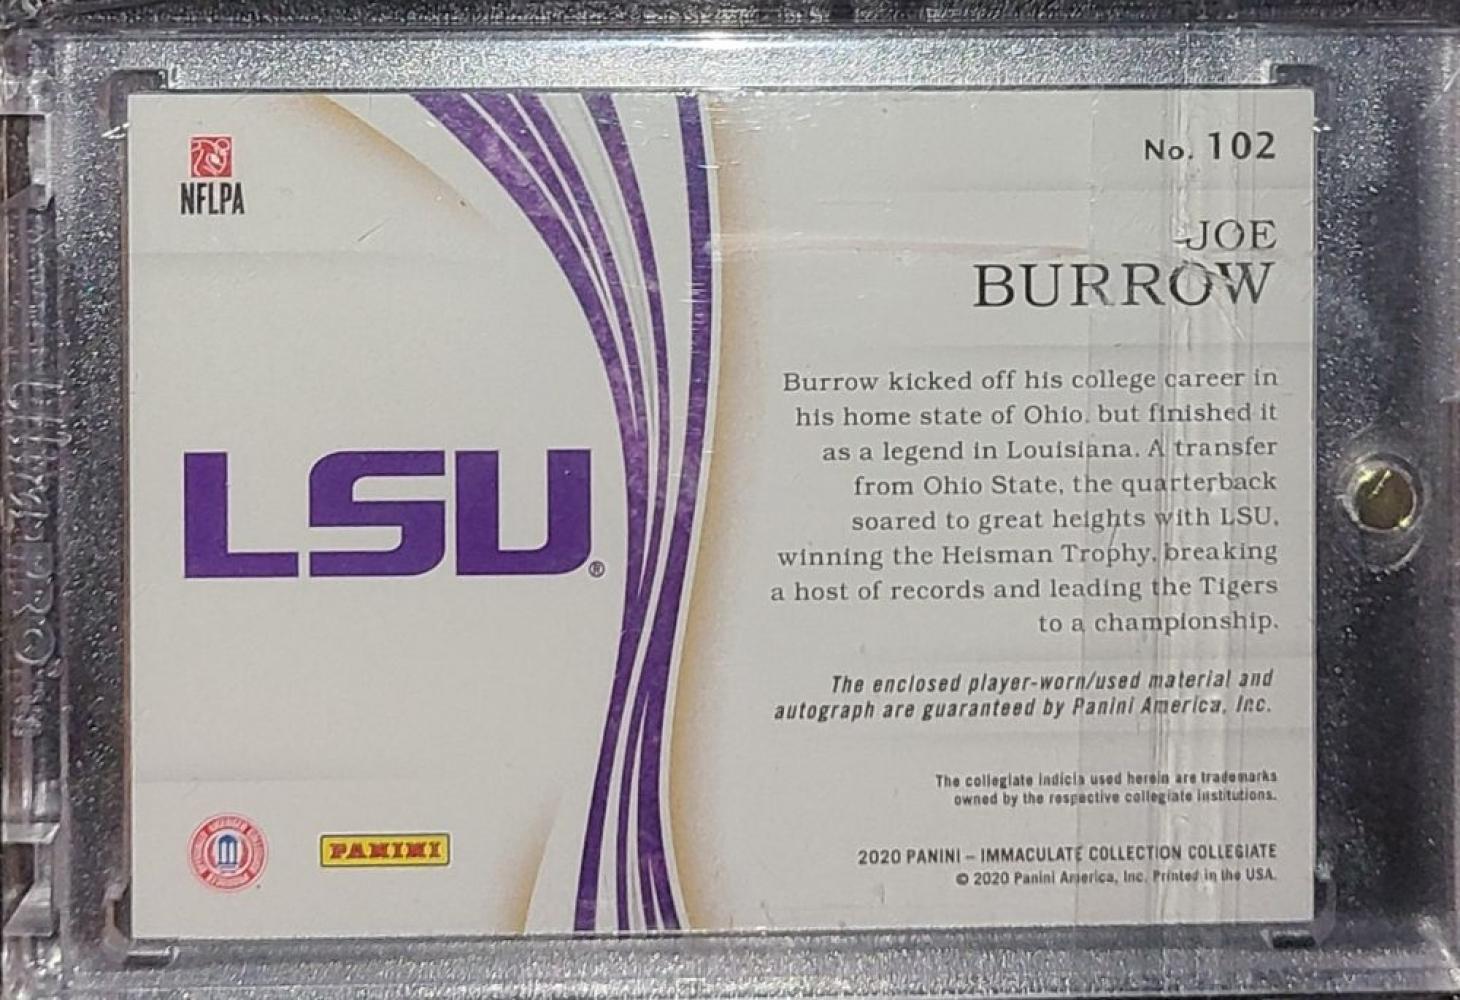 NFLPA
No. 102
JOE
BURROW
Burrow kicked off his college career in
his home state of Ohio, but finished it
as a legend in Louisiana. A transfer
from Ohio State, the quarterback
soared to great heights with LSU,
winning the Heisman Trophy, breaking
a host of records and leading the Tigers
to a championship.
LSU®
The enclosed player-worn/used material and
autograph are guaranteed by Panini America, Inc.
The collegiate indicia used herein are trademarks
owned by the respective collegiate institutions.
PANINI
2020 PANINI – IMMACULATE COLLECTION COLLEGIATE
© 2020 Panini America, Inc. Printed in the USA.